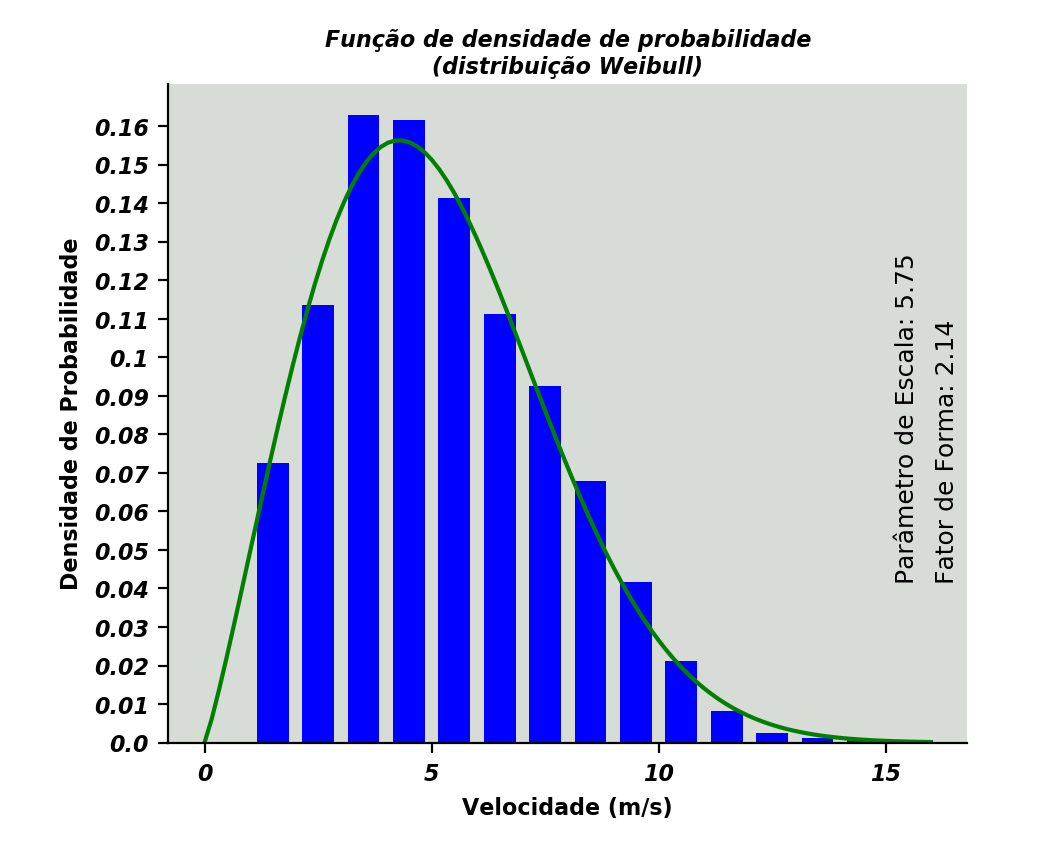 Função de densidade de probabilidade
(distribuição Weibull)
Densidade de Probabilidade
0.16
0.15
0.14
0.13
0.12
0.11
0.1
0.09
0.08
0.07
0.06
0.05
0.04
0.03
0.02
0.01
0.0
Parâmetro de Escala: 5.75
Fator de Forma: 2.14
0 5 10 15
Velocidade (m/s)